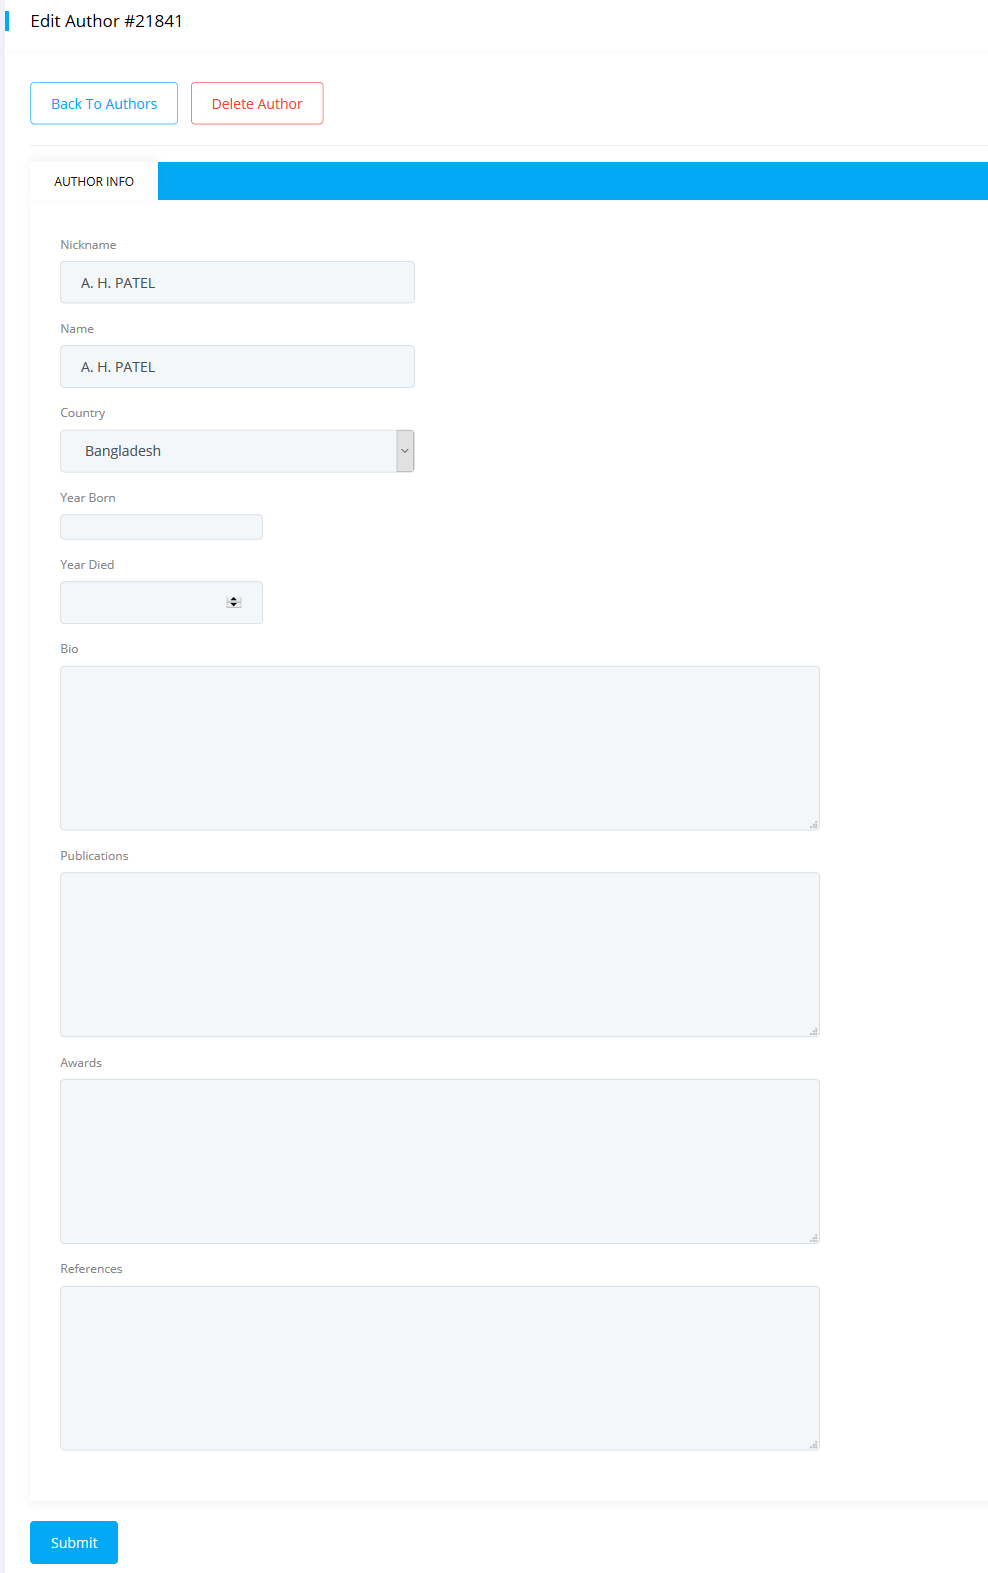 Edit Author #21841
Back To Authors Delete Author
AUTHOR INFO
Nickname
A. H. PATEL
Name
A. H. PATEL
Country
Bangladesh
Year Born
Year Died
Bio
Publications
Awards
References
Submit